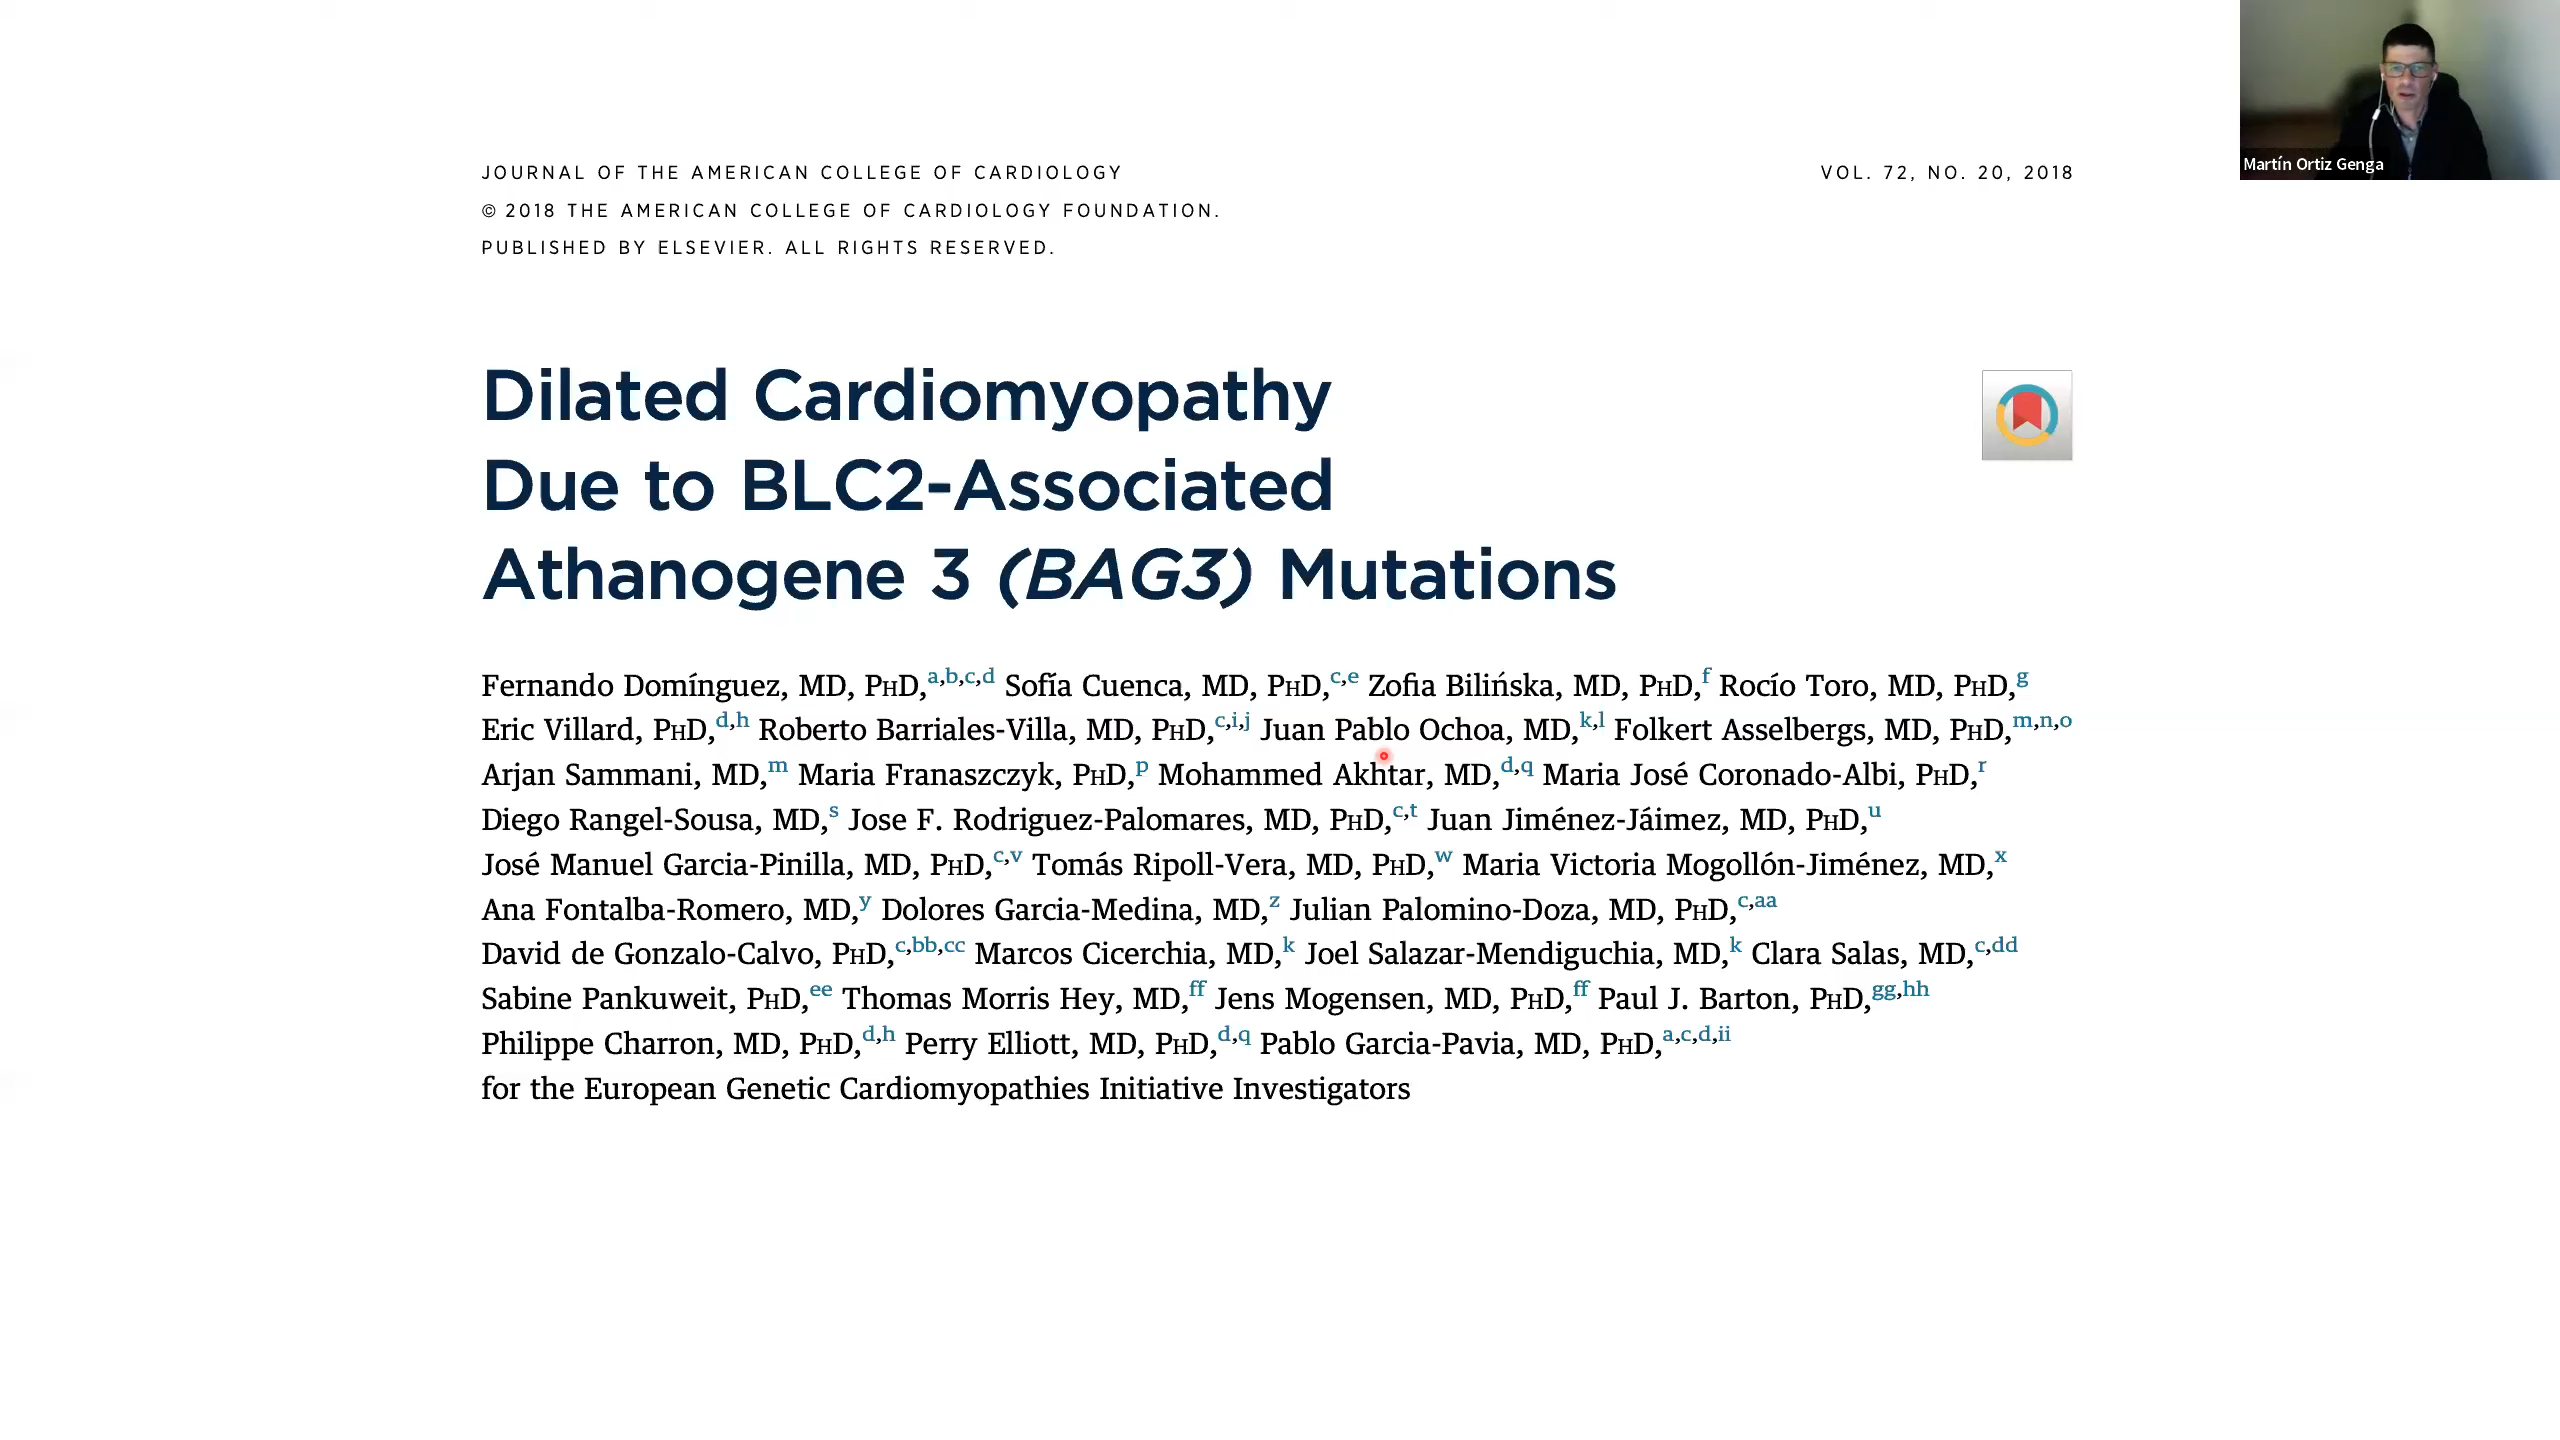 JOURNAL OF THE AMERICAN COLLEGE OF CARDIOLOGY
VOL. 72, NO. 20, 2018
© 2018 THE AMERICAN COLLEGE OF CARDIOLOGY FOUNDATION.
PUBLISHED BY ELSEVIER. ALL RIGHTS RESERVED.
Martín Ortiz Genga
Dilated Cardiomyopathy
Due to BLC2-Associated
Athanogene 3 (BAG3) Mutations
Fernando Domínguez, MD, PhD,a,b,c,d Sofía Cuenca, MD, PhD,c,e Zofia Bilińska, MD, PhD,f Rocío Toro, MD, PhD,g
Eric Villard, PhD,d,h Roberto Barriales-Villa, MD, PhD,c,i,j Juan Pablo Ochoa, MD,k,l Folkert Asselbergs, MD, PhD,m,n,o
Arjan Sammani, MD,m Maria Franaszczyk, PhD,p Mohammed Akhtar, MD,d,q Maria José Coronado-Albi, PhD,r
Diego Rangel-Sousa, MD,s Jose F. Rodriguez-Palomares, MD, PhD,c,t Juan Jiménez-Jáimez, MD, PhD,u
José Manuel Garcia-Pinilla, MD, PhD,c,v Tomás Ripoll-Vera, MD, PhD,w Maria Victoria Mogollón-Jiménez, MD,x
Ana Fontalba-Romero, MD,y Dolores Garcia-Medina, MD,z Julian Palomino-Doza, MD, PhD,c,aa
David de Gonzalo-Calvo, PhD,c,bb,cc Marcos Cicerchia, MD,k Joel Salazar-Mendiguchia, MD,k Clara Salas, MD,c,dd
Sabine Pankuweit, PhD,ee Thomas Morris Hey, MD,ff Jens Mogensen, MD, PhD,ff Paul J. Barton, PhD,gg,hh
Philippe Charron, MD, PhD,d,h Perry Elliott, MD, PhD,d,q Pablo Garcia-Pavia, MD, PhD,a,c,d,ii
for the European Genetic Cardiomyopathies Initiative Investigators